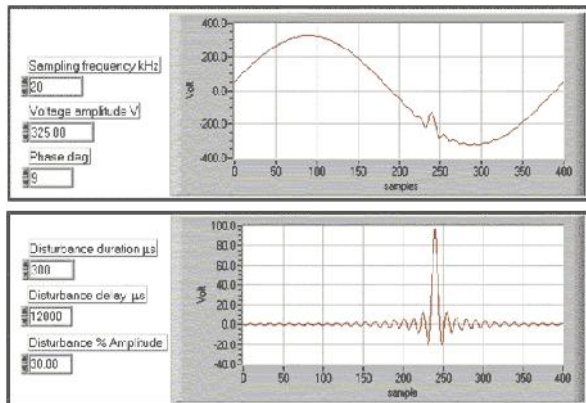 Sampling frequency kHz
20
Voltage amplitude V
325.00
Phase deg
9
400.0
200.0
0.0
-200.0
-400.0
Volt
0 50 100 150 200 250 300 350 400
samples
Disturbance duration µs
300
Disturbance delay µs
12000
Disturbance % Amplitude
30.00
100.0
80.0
60.0
40.0
20.0
0.0
-20.0
-40.0
Volt
0 50 100 150 200 250 300 350 400
sample